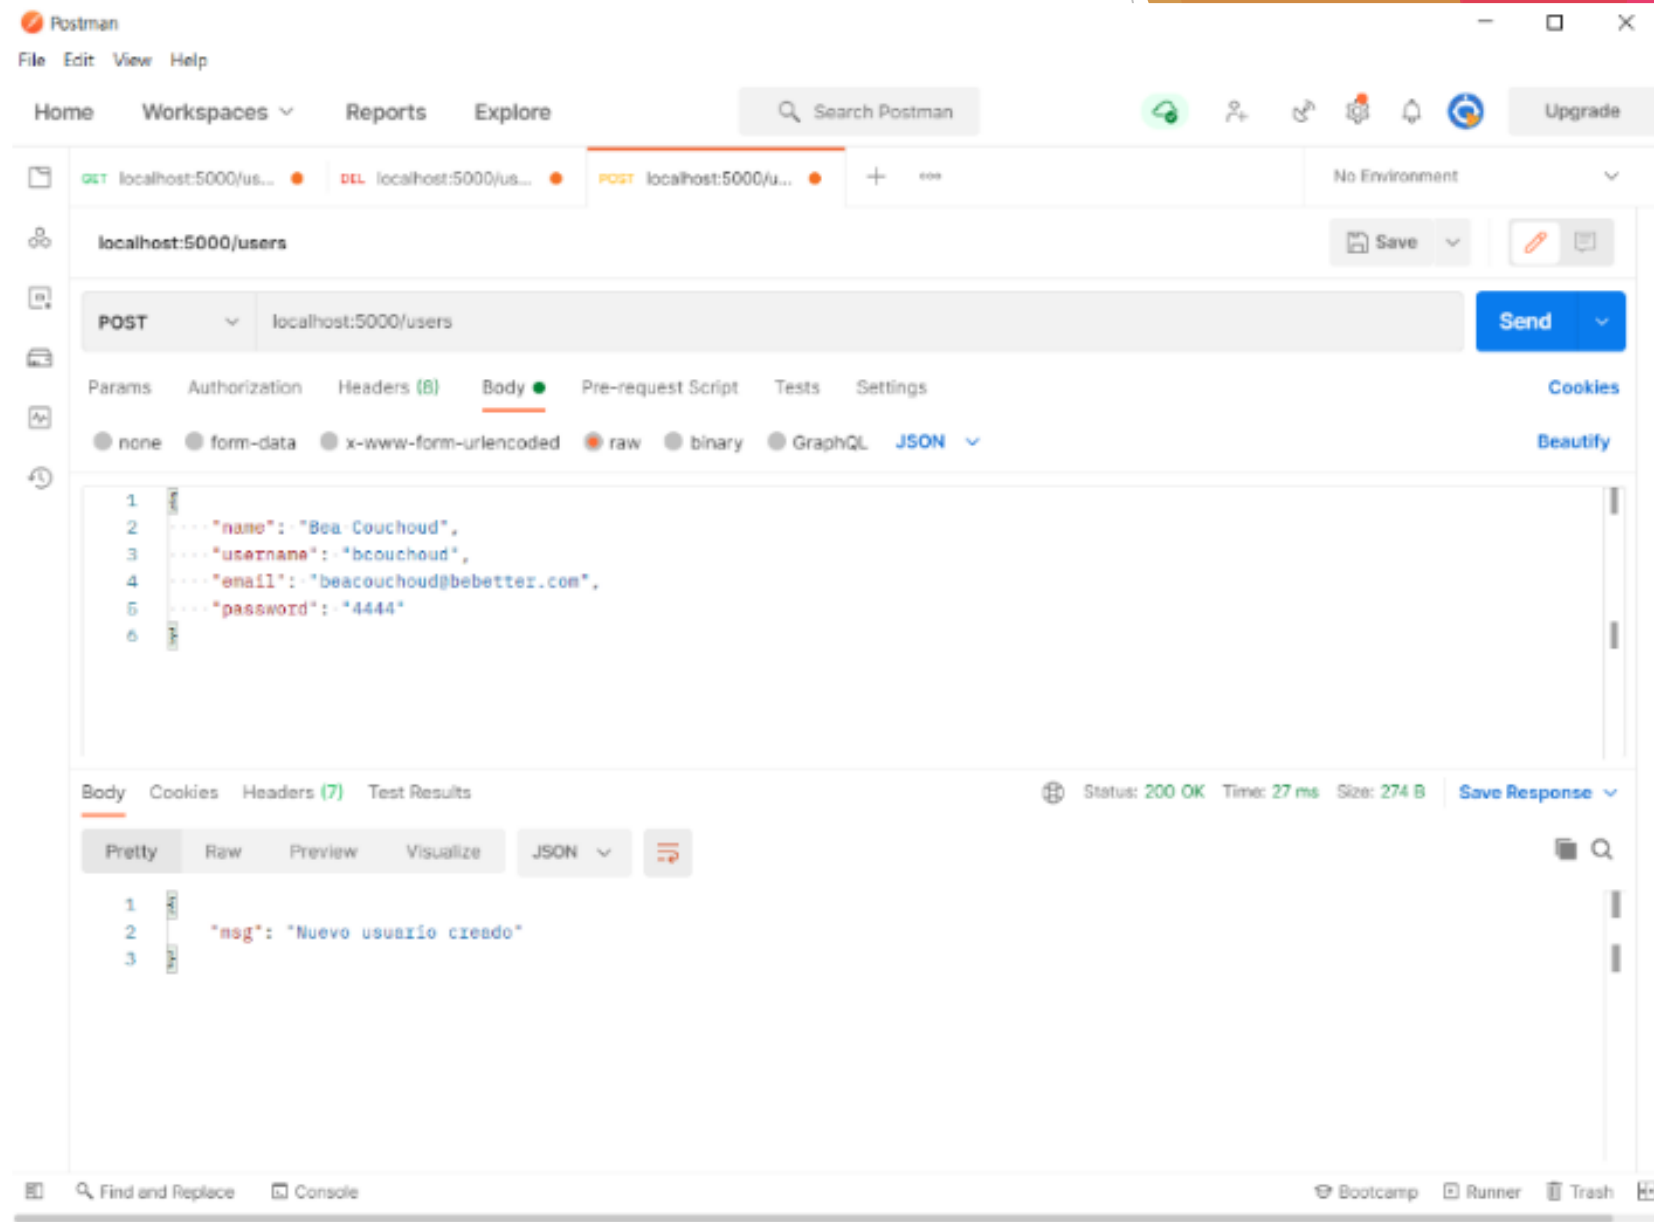 Postman
File Edit View Help
Home Workspaces Reports Explore Search Postman Upgrade
GET localhost:5000/us... DEL localhost:5000/us... POST localhost:5000/u... + ooo No Environment
localhost:5000/users Save
POST localhost:5000/users Send
Params Authorization Headers (8) Body Pre-request Script Tests Settings Cookies
none form-data x-www-form-urlencoded raw binary GraphQL JSON Beautify
1 {
2 "name": "Bea Couchoud",
3 "username": "bcouchoud",
4 "email": "beacouchoud@bebetter.com",
5 "password": "4444"
6 }
Body Cookies Headers (7) Test Results Status: 200 OK Time: 27 ms Size: 274 B Save Response
Pretty Raw Preview Visualize JSON
1 {
2 "msg": "Nuevo usuario creado"
3 }
Find and Replace Console Bootcamp Runner Trash